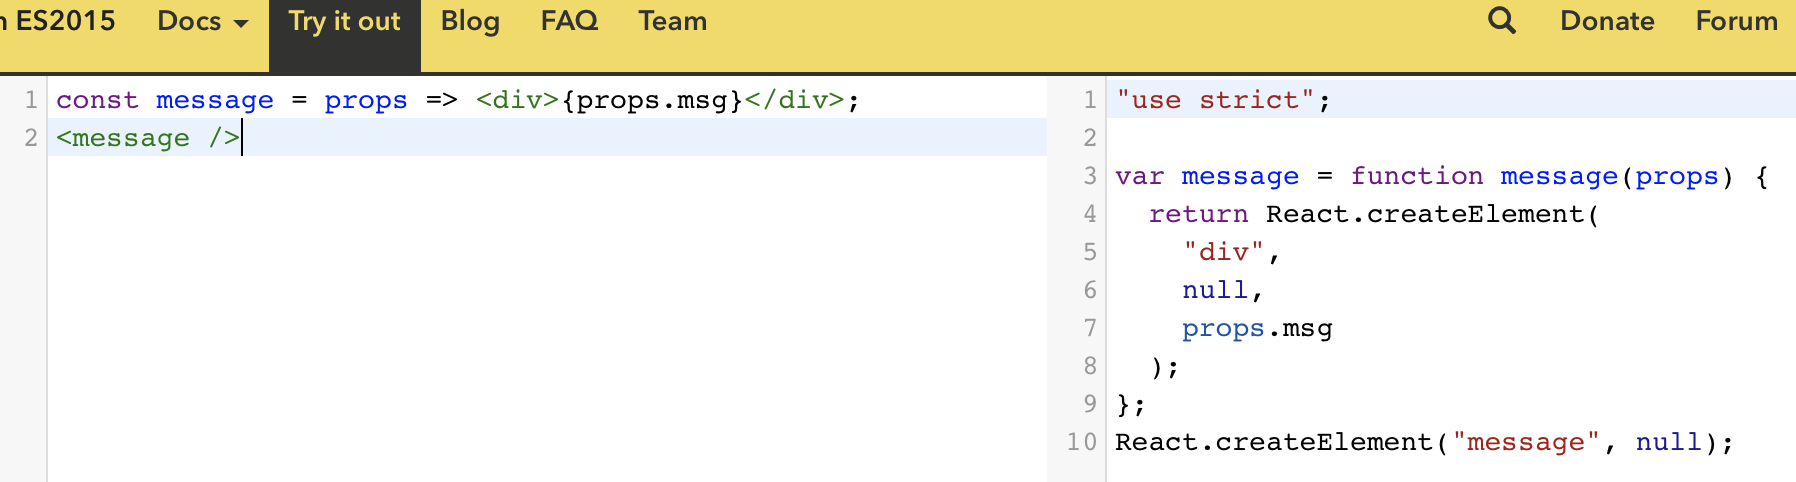 ES2015 Docs Try it out Blog FAQ Team Donate Forum
1 const message = props => <div>{props.msg}</div>;
2 <message />
1 "use strict";
2
3 var message = function message(props) {
4 return React.createElement(
5 "div",
6 null,
7 props.msg
8 );
9 };
10 React.createElement("message", null);